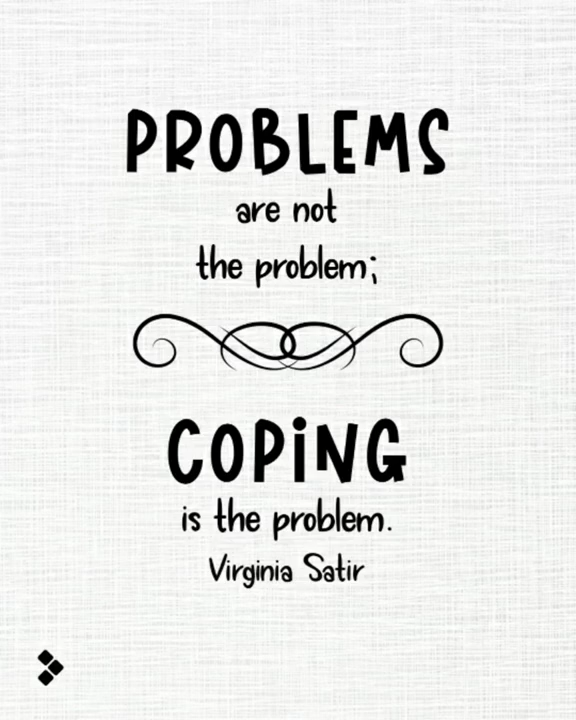 PROBLEMS
are not
the problem;
COPiNG
is the problem.
Virginia Satir